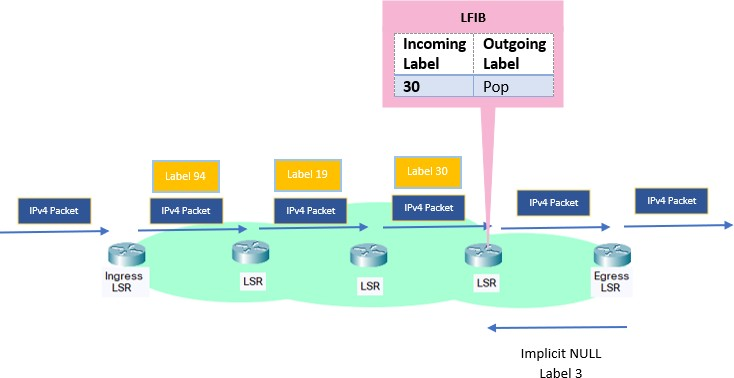 LFIB
Incoming Label Outgoing Label
30 Pop
Label 94 Label 19 Label 30
IPv4 Packet IPv4 Packet IPv4 Packet IPv4 Packet IPv4 Packet IPv4 Packet
Ingress LSR LSR LSR LSR Egress LSR
Implicit NULL
Label 3